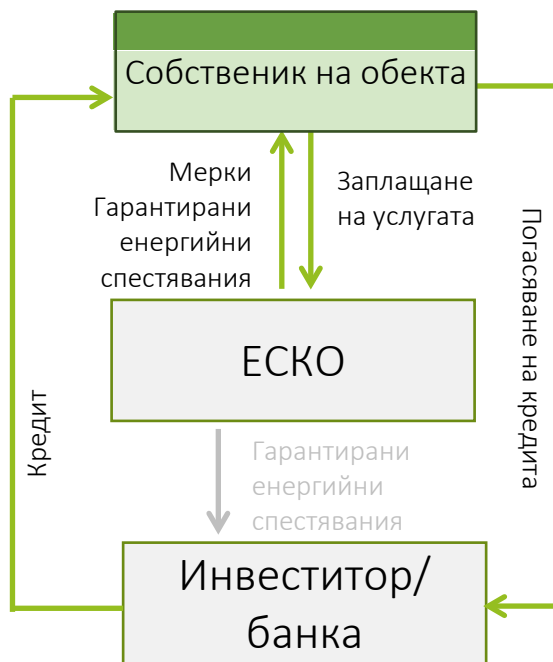 Собственик на обекта
Мерки
Гарантирани
енергийни
спестявания
Заплащане
на услугата
ЕСКО
Кредит
Погасяване на кредита
Гарантирани
енергийни
спестявания
Инвеститор/
банка